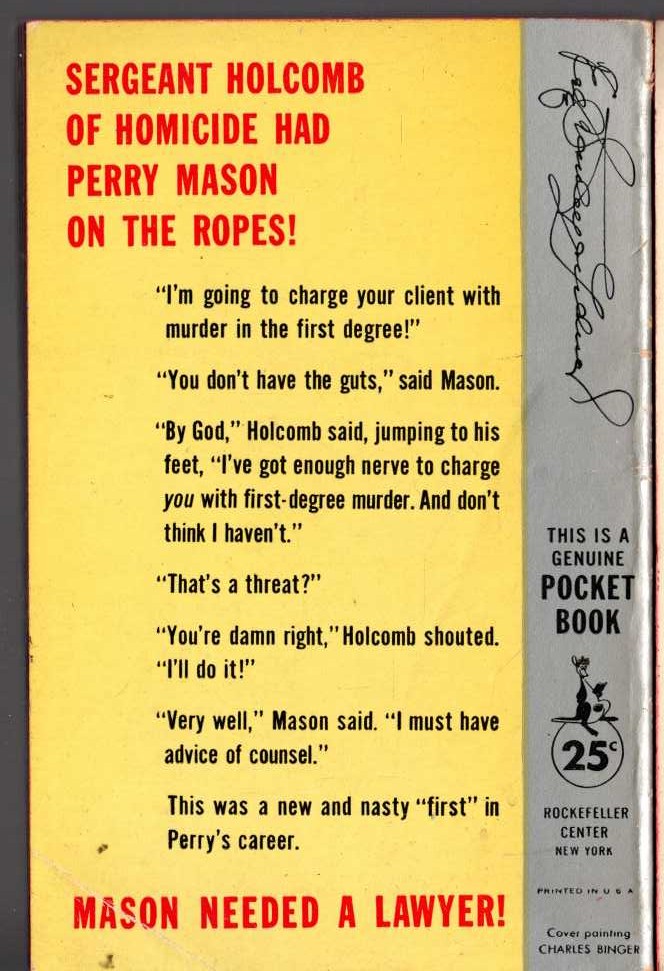 SERGEANT HOLCOMB
OF HOMICIDE HAD
PERRY MASON
ON THE ROPES!
“I'm going to charge your client with
murder in the first degree!”
“You don't have the guts,” said Mason.
“By God,” Holcomb said, jumping to his
feet, “I've got enough nerve to charge
you with first-degree murder. And don't
think I haven't.”
“That's a threat?”
“You're damn right,” Holcomb shouted.
“I'll do it!”
“Very well,” Mason said. “I must have
advice of counsel.”
This was a new and nasty “first” in
Perry's career.
MASON NEEDED A LAWYER!
Erle Stanley Gardner
THIS IS A
GENUINE
POCKET
BOOK
25c
ROCKEFELLER
CENTER
NEW YORK
PRINTED IN U S A
Cover painting
CHARLES BINGER